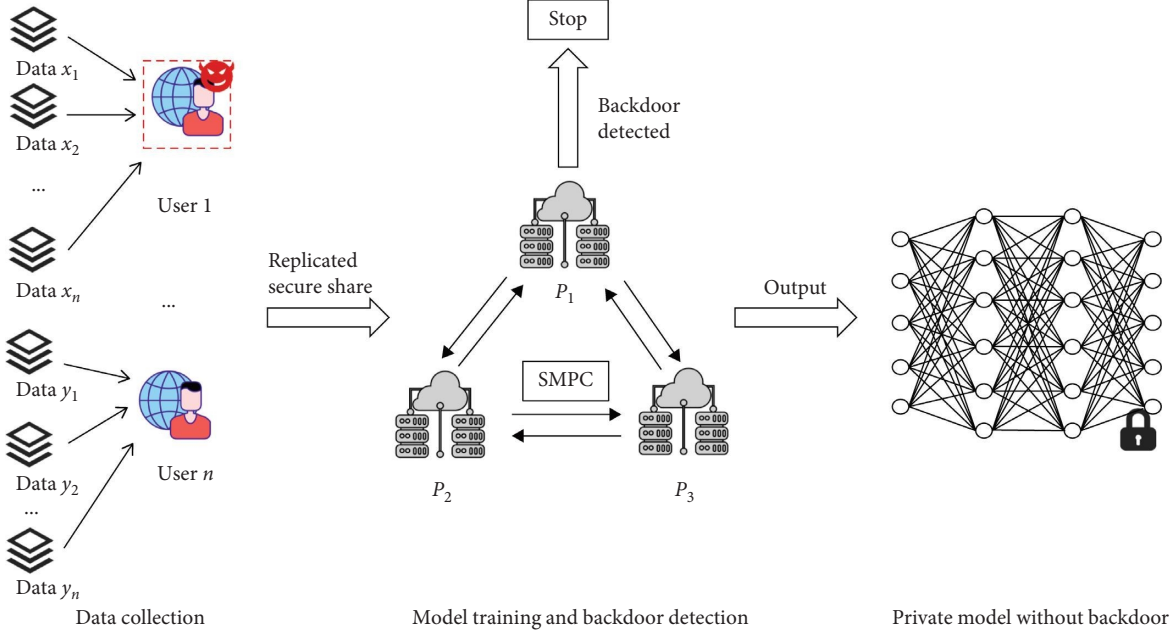 Data x₁
Data x₂
...
Data xₙ
User 1
...
Data y₁
Data y₂
...
Data yₙ
User n
Data collection
Replicated
secure share
Stop
Backdoor
detected
P₁
SMPC
P₂
P₃
Model training and backdoor detection
Output
Private model without backdoor